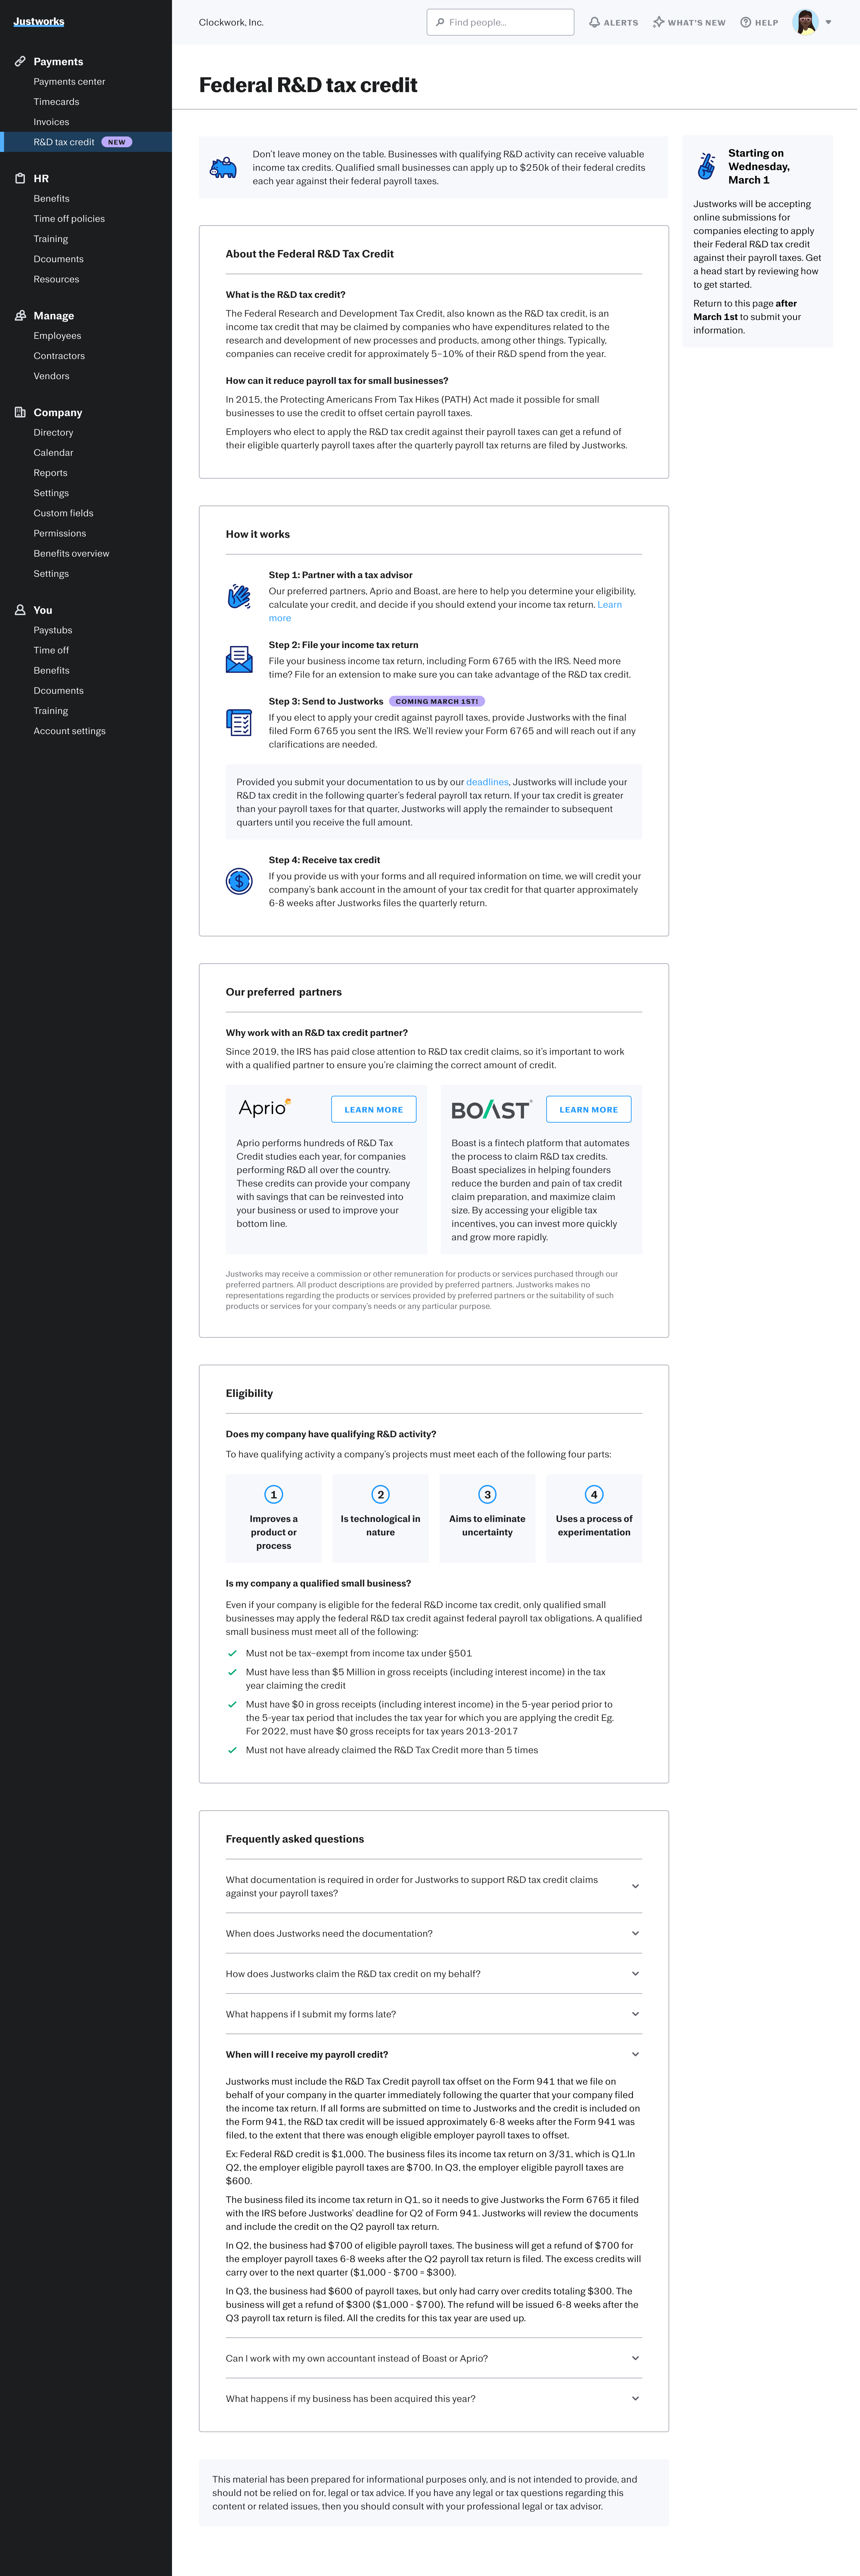 Justworks
Payments
Payments center
Timecards
Invoices
R&D tax credit NEW
HR
Benefits
Time off policies
Training
Dcouments
Resources
Manage
Employees
Contractors
Vendors
Company
Directory
Calendar
Reports
Settings
Custom fields
Permissions
Benefits overview
Settings
You
Paystubs
Time off
Benefits
Dcouments
Training
Account settings
Clockwork, Inc.
Find people...
ALERTS
WHAT'S NEW
HELP
Federal R&D tax credit
Don't leave money on the table. Businesses with qualifying R&D activity can receive valuable
income tax credits. Qualified small businesses can apply up to $250k of their federal credits
each year against their federal payroll taxes.
Starting on
Wednesday,
March 1
Justworks will be accepting
online submissions for
companies electing to apply
their Federal R&D tax credit
against their payroll taxes. Get
a head start by reviewing how
to get started.
Return to this page after
March 1st to submit your
information.
About the Federal R&D Tax Credit
What is the R&D tax credit?
The Federal Research and Development Tax Credit, also known as the R&D tax credit, is an
income tax credit that may be claimed by companies who have expenditures related to the
research and development of new processes and products, among other things. Typically,
companies can receive credit for approximately 5–10% of their R&D spend from the year.
How can it reduce payroll tax for small businesses?
In 2015, the Protecting Americans From Tax Hikes (PATH) Act made it possible for small
businesses to use the credit to offset certain payroll taxes.
Employers who elect to apply the R&D tax credit against their payroll taxes can get a refund of
their eligible quarterly payroll taxes after the quarterly payroll tax returns are filed by Justworks.
How it works
Step 1: Partner with a tax advisor
Our preferred partners, Aprio and Boast, are here to help you determine your eligibility,
calculate your credit, and decide if you should extend your income tax return. Learn
more
Step 2: File your income tax return
File your business income tax return, including Form 6765 with the IRS. Need more
time? File for an extension to make sure you can take advantage of the R&D tax credit.
Step 3: Send to Justworks COMING MARCH 1ST!
If you elect to apply your credit against payroll taxes, provide Justworks with the final
filed Form 6765 you sent the IRS. We'll review your Form 6765 and will reach out if any
clarifications are needed.
Provided you submit your documentation to us by our deadlines, Justworks will include your
R&D tax credit in the following quarter's federal payroll tax return. If your tax credit is greater
than your payroll taxes for that quarter, Justworks will apply the remainder to subsequent
quarters until you receive the full amount.
Step 4: Receive tax credit
If you provide us with your forms and all required information on time, we will credit your
company's bank account in the amount of your tax credit for that quarter approximately
6-8 weeks after Justworks files the quarterly return.
Our preferred partners
Why work with an R&D tax credit partner?
Since 2019, the IRS has paid close attention to R&D tax credit claims, so it's important to work
with a qualified partner to ensure you're claiming the correct amount of credit.
Aprio
LEARN MORE
Aprio performs hundreds of R&D Tax
Credit studies each year, for companies
performing R&D all over the country.
These credits can provide your company
with savings that can be reinvested into
your business or used to improve your
bottom line.
BOAST
LEARN MORE
Boast is a fintech platform that automates
the process to claim R&D tax credits.
Boast specializes in helping founders
reduce the burden and pain of tax credit
claim preparation, and maximize claim
size. By accessing your eligible tax
incentives, you can invest more quickly
and grow more rapidly.
Justworks may receive a commission or other remuneration for products or services purchased through our
preferred partners. All product descriptions are provided by preferred partners. Justworks makes no
representations regarding the products or services provided by preferred partners or the suitability of such
products or services for your company's needs or any particular purpose.
Eligibility
Does my company have qualifying R&D activity?
To have qualifying activity a company's projects must meet each of the following four parts:
1
Improves a
product or
process
2
Is technological in
nature
3
Aims to eliminate
uncertainty
4
Uses a process of
experimentation
Is my company a qualified small business?
Even if your company is eligible for the federal R&D income tax credit, only qualified small
businesses may apply the federal R&D tax credit against federal payroll tax obligations. A qualified
small business must meet all of the following:
Must not be tax–exempt from income tax under §501
Must have less than $5 Million in gross receipts (including interest income) in the tax
year claiming the credit
Must have $0 in gross receipts (including interest income) in the 5-year period prior to
the 5-year tax period that includes the tax year for which you are applying the credit Eg.
For 2022, must have $0 gross receipts for tax years 2013-2017
Must not have already claimed the R&D Tax Credit more than 5 times
Frequently asked questions
What documentation is required in order for Justworks to support R&D tax credit claims
against your payroll taxes?
When does Justworks need the documentation?
How does Justworks claim the R&D tax credit on my behalf?
What happens if I submit my forms late?
When will I receive my payroll credit?
Justworks must include the R&D Tax Credit payroll tax offset on the Form 941 that we file on
behalf of your company in the quarter immediately following the quarter that your company filed
the income tax return. If all forms are submitted on time to Justworks and the credit is included on
the Form 941, the R&D tax credit will be issued approximately 6-8 weeks after the Form 941 was
filed, to the extent that there was enough eligible employer payroll taxes to offset.
Ex: Federal R&D credit is $1,000. The business files its income tax return on 3/31, which is Q1.In
Q2, the employer eligible payroll taxes are $700. In Q3, the employer eligible payroll taxes are
$600.
The business filed its income tax return in Q1, so it needs to give Justworks the Form 6765 it filed
with the IRS before Justworks' deadline for Q2 of Form 941. Justworks will review the documents
and include the credit on the Q2 payroll tax return.
In Q2, the business had $700 of eligible payroll taxes. The business will get a refund of $700 for
the employer payroll taxes 6-8 weeks after the Q2 payroll tax return is filed. The excess credits will
carry over to the next quarter ($1,000 - $700 = $300).
In Q3, the business had $600 of payroll taxes, but only had carry over credits totaling $300. The
business will get a refund of $300 ($1,000 - $700). The refund will be issued 6-8 weeks after the
Q3 payroll tax return is filed. All the credits for this tax year are used up.
Can I work with my own accountant instead of Boast or Aprio?
What happens if my business has been acquired this year?
This material has been prepared for informational purposes only, and is not intended to provide, and
should not be relied on for, legal or tax advice. If you have any legal or tax questions regarding this
content or related issues, then you should consult with your professional legal or tax advisor.